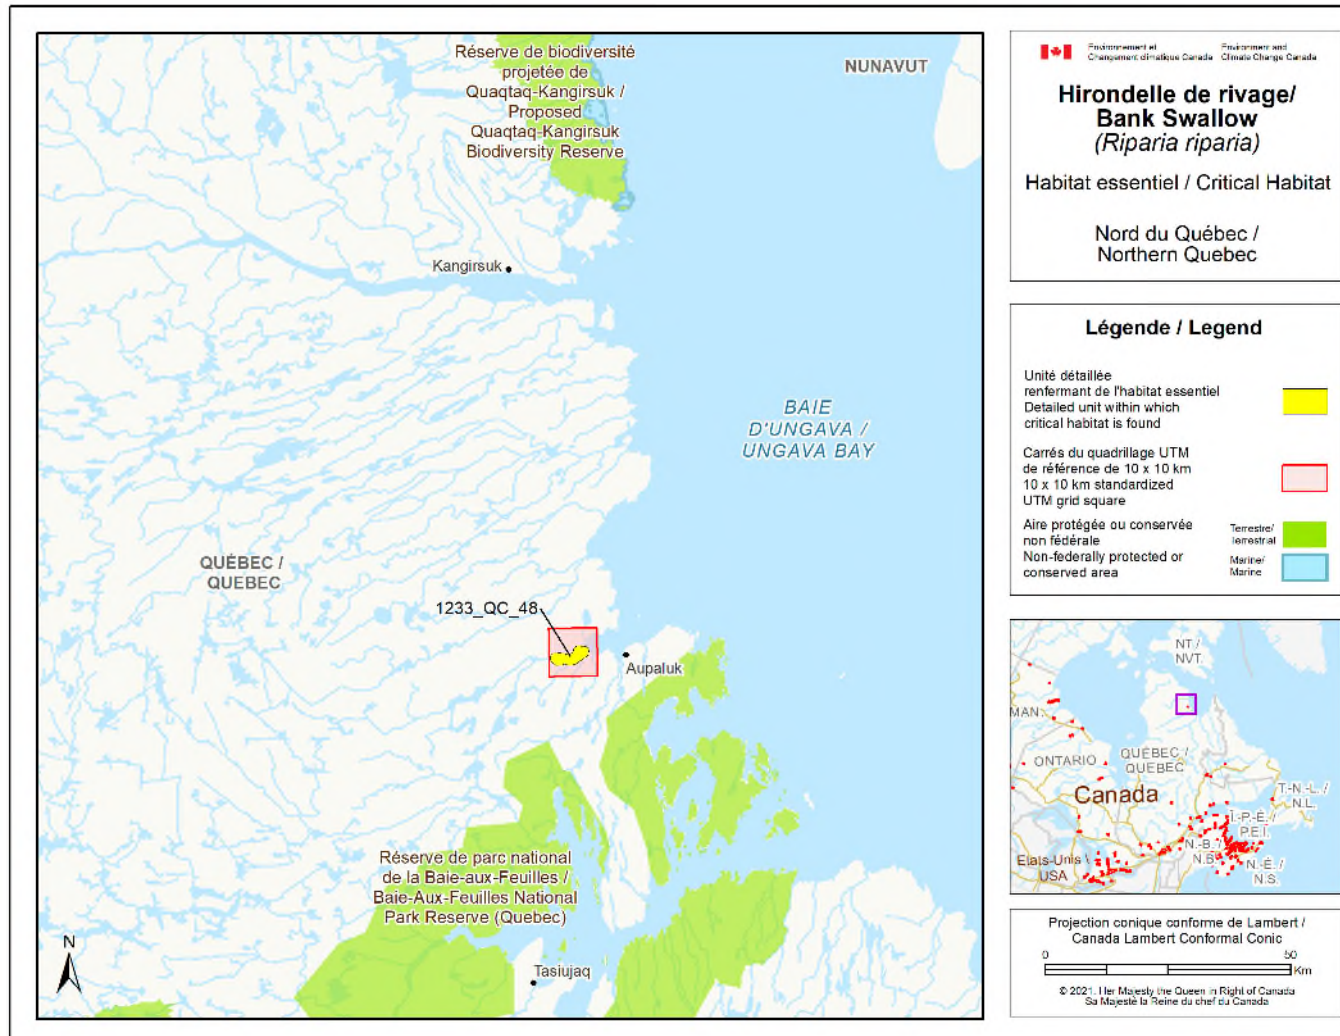 Réserve de biodiversité
projetée de
Quaqtaq-Kangirsuk /
Proposed
Quaqtaq-Kangirsuk
Biodiversity Reserve
NUNAVUT
Kangirsuk
BAIE
D'UNGAVA /
UNGAVA BAY
QUÉBEC /
QUEBEC
1233_QC_48
Aupaluk
Réserve de parc national
de la Baie-aux-Feuilles /
Baie-Aux-Feuilles National
Park Reserve (Quebec)
N
Tasiujaq
Environnement et
Changement climatique Canada
Environment and
Climate Change Canada
Hirondelle de rivage/
Bank Swallow
(Riparia riparia)
Habitat essentiel / Critical Habitat
Nord du Québec /
Northern Quebec
Légende / Legend
Unité détaillée
renfermant de l'habitat essentiel
Detailed unit within which
critical habitat is found
Carrés du quadrillage UTM
de référence de 10 x 10 km
10 x 10 km standardized
UTM grid square
Aire protégée ou conservée
non fédérale
Non-federally protected or
conserved area
Terrestre/
Terrestrial
Marine/
Marine
NT /
NVT.
MAN.
ONTARIO
QUÉBEC /
QUEBEC
Canada
T.-N.-L. /
N.L.
Î.-P.-É. /
P.E.I.
N.-B. /
N.B.
N.-É. /
N.S.
États-Unis \
USA
Projection conique conforme de Lambert /
Canada Lambert Conformal Conic
0 50
Km
© 2021. Her Majesty the Queen in Right of Canada
Sa Majesté la Reine du chef du Canada